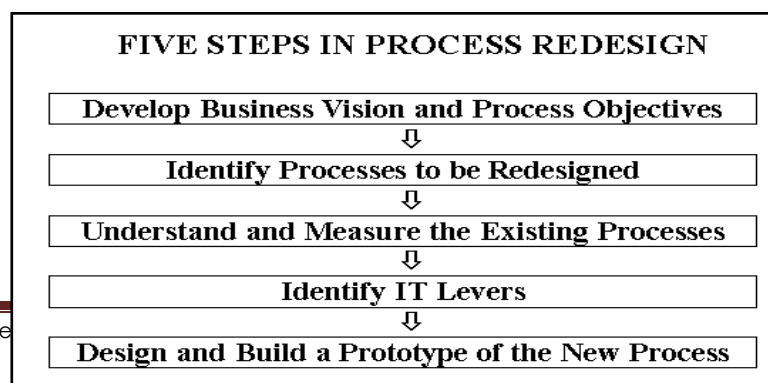 FIVE STEPS IN PROCESS REDESIGN
Develop Business Vision and Process Objectives
Identify Processes to be Redesigned
Understand and Measure the Existing Processes
Identify IT Levers
Design and Build a Prototype of the New Process